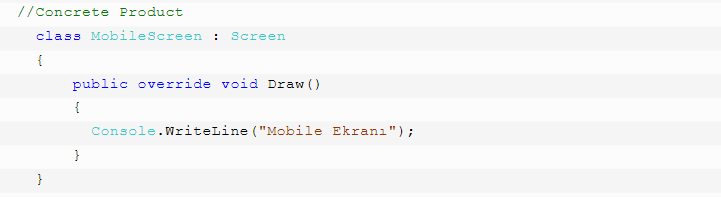 //Concrete Product
class MobileScreen : Screen
{
public override void Draw()
{
Console.WriteLine("Mobile Ekranı");
}
}